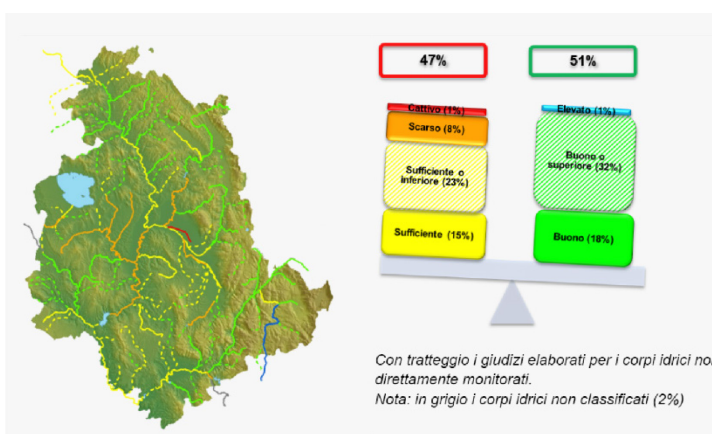 47%
51%
Cattivo (1%)
Elevato (1%)
Scarso (8%)
Buono o
superiore (32%)
Sufficiente o
inferiore (23%)
Sufficiente (15%)
Buono (18%)
Con tratteggio i giudizi elaborati per i corpi idrici non
direttamente monitorati.
Nota: in grigio i corpi idrici non classificati (2%)